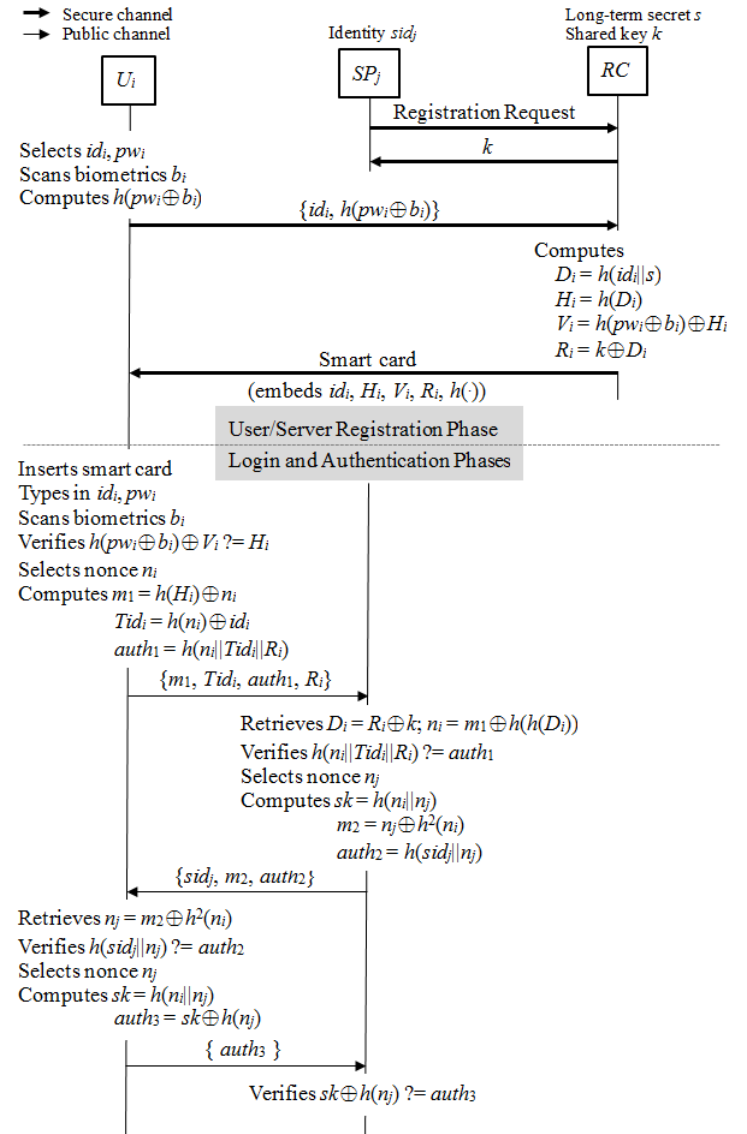 Secure channel
Public channel
Identity sidj
Long-term secret s
Shared key k
Ui
SPj
RC
Registration Request
k
Selects idi, pwi
Scans biometrics bi
Computes h(pwi⊕bi)
{idi, h(pwi⊕bi)}
Computes
Di = h(idi||s)
Hi = h(Di)
Vi = h(pwi⊕bi)⊕Hi
Ri = k⊕Di
Smart card
(embeds idi, Hi, Vi, Ri, h(·))
User/Server Registration Phase
Login and Authentication Phases
Inserts smart card
Types in idi, pwi
Scans biometrics bi
Verifies h(pwi⊕bi)⊕Vi ?= Hi
Selects nonce ni
Computes m1 = h(Hi)⊕ni
Tidi = h(ni)⊕idi
auth1 = h(ni||Tidi||Ri)
{m1, Tidi, auth1, Ri}
Retrieves Di = Ri⊕k; ni = m1⊕h(h(Di))
Verifies h(ni||Tidi||Ri) ?= auth1
Selects nonce nj
Computes sk = h(ni||nj)
m2 = nj⊕h²(ni)
auth2 = h(sidj||nj)
{sidj, m2, auth2}
Retrieves nj = m2⊕h²(ni)
Verifies h(sidj||nj) ?= auth2
Selects nonce nj
Computes sk = h(ni||nj)
auth3 = sk⊕h(nj)
{ auth3 }
Verifies sk⊕h(nj) ?= auth3